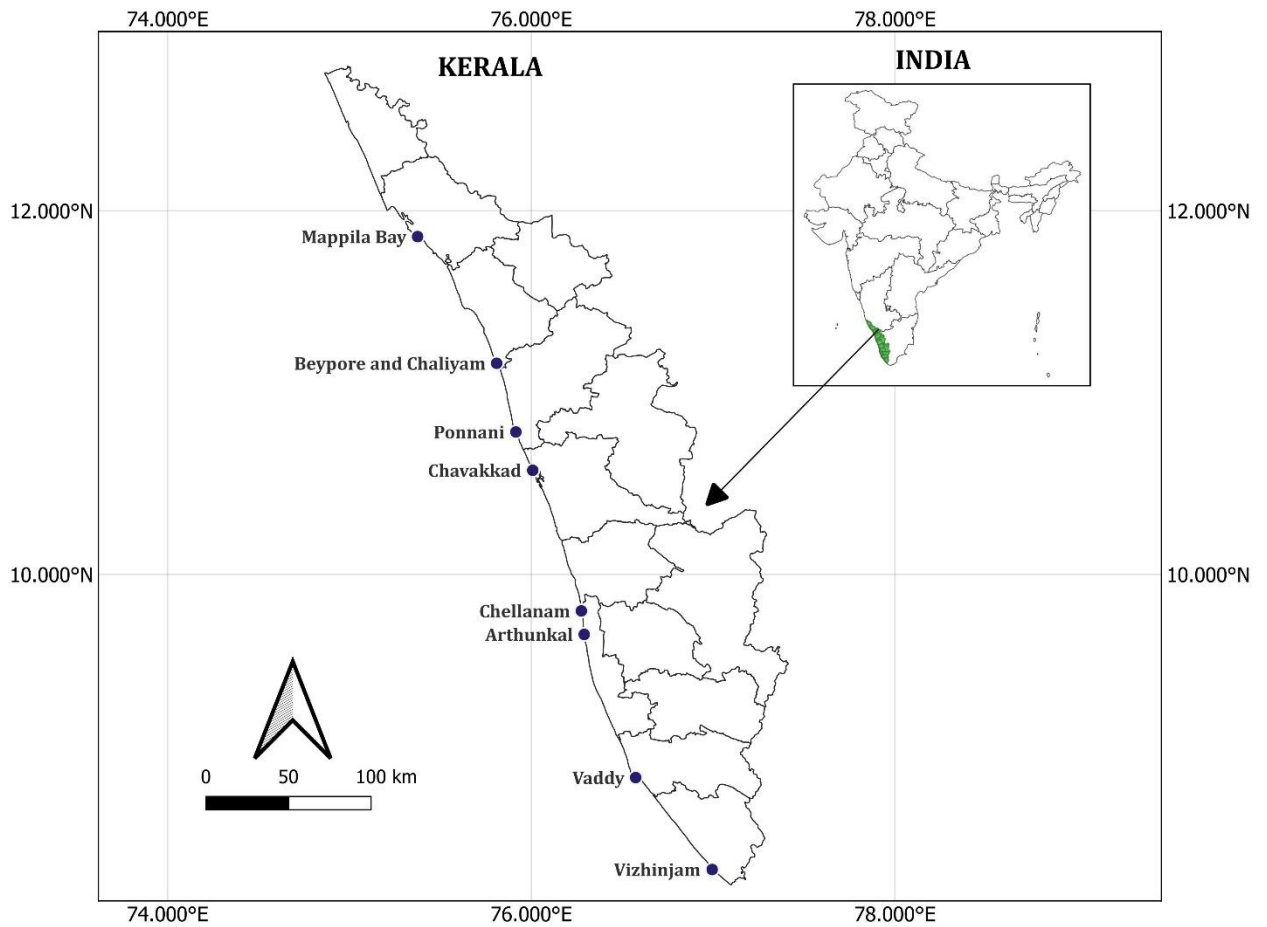 74.000°E 76.000°E 78.000°E
KERALA
INDIA
12.000°N 12.000°N
Mappila Bay
Beypore and Chaliyam
Ponnani
Chavakkad
10.000°N 10.000°N
Chellanam
Arthunkal
0 50 100 km
Vaddy
Vizhinjam
74.000°E 76.000°E 78.000°E